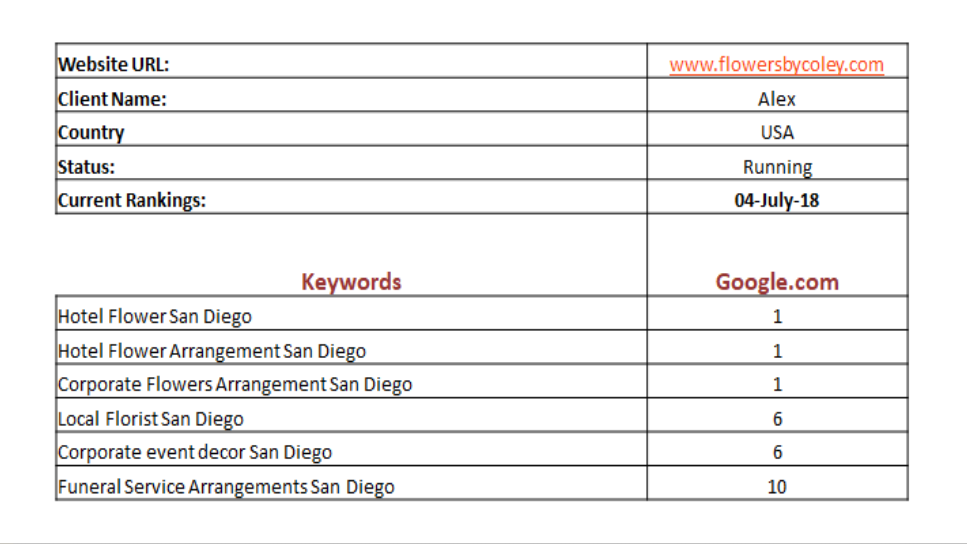 Website URL: www.flowersbycoley.com
Client Name: Alex
Country USA
Status: Running
Current Rankings: 04-July-18
Keywords Google.com
Hotel Flower San Diego 1
Hotel Flower Arrangement San Diego 1
Corporate Flowers Arrangement San Diego 1
Local Florist San Diego 6
Corporate event decor San Diego 6
Funeral Service Arrangements San Diego 10